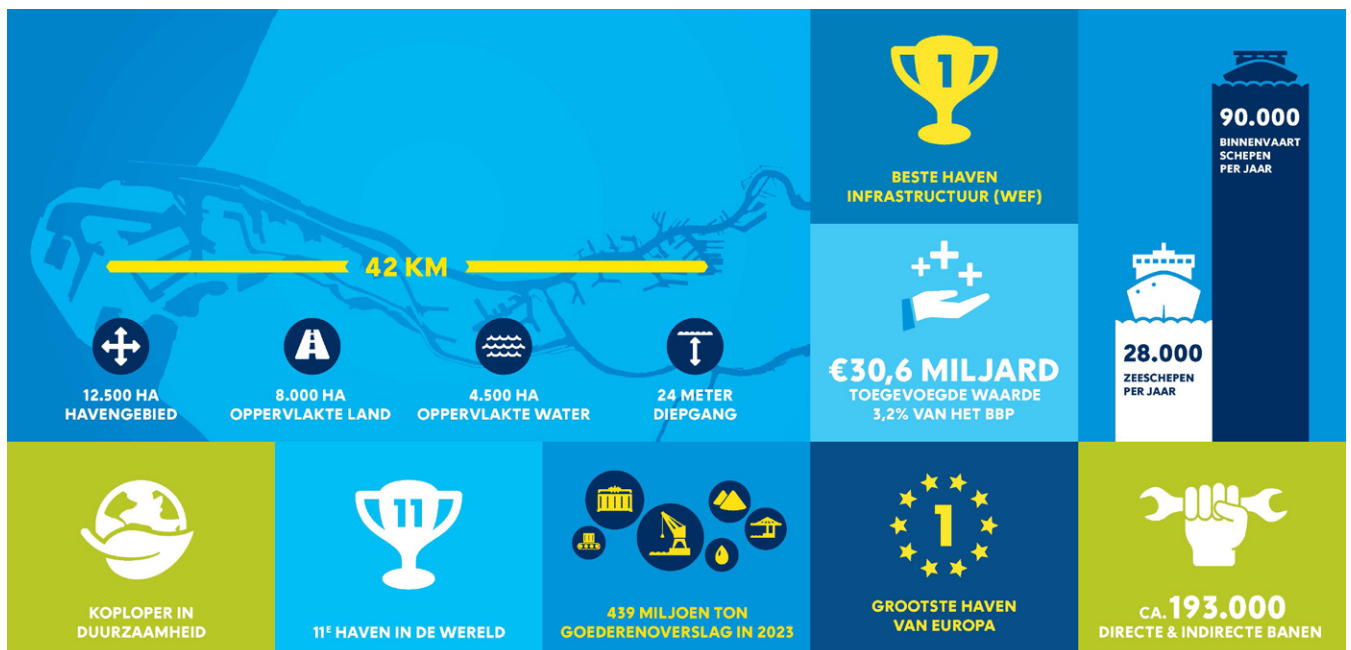 42 KM
12.500 HA
HAVENGEBIED
8.000 HA
OPPERVLAKTE LAND
4.500 HA
OPPERVLAKTE WATER
24 METER
DIEPGANG
1
BESTE HAVEN
INFRASTRUCTUUR (WEF)
€30,6 MILJARD
TOEGEVOEGDE WAARDE
3,2% VAN HET BBP
90.000
BINNENVAART
SCHEPEN
PER JAAR
28.000
ZEESCHEPEN
PER JAAR
KOPLOPER IN
DUURZAAMHEID
11
11E HAVEN IN DE WERELD
439 MILJOEN TON
GOEDERENOVERSLAG IN 2023
1
GROOTSTE HAVEN
VAN EUROPA
CA. 193.000
DIRECTE & INDIRECTE BANEN